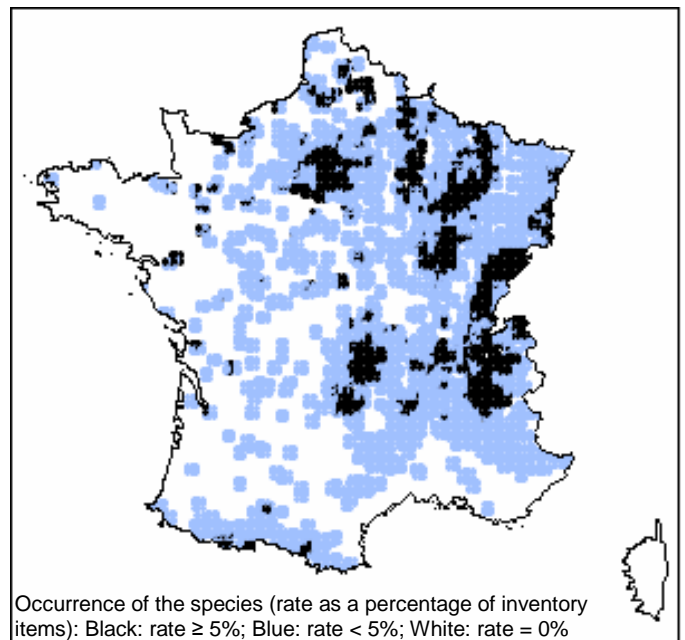 Occurrence of the species (rate as a percentage of inventory
items): Black: rate ≥ 5%; Blue: rate < 5%; White: rate = 0%